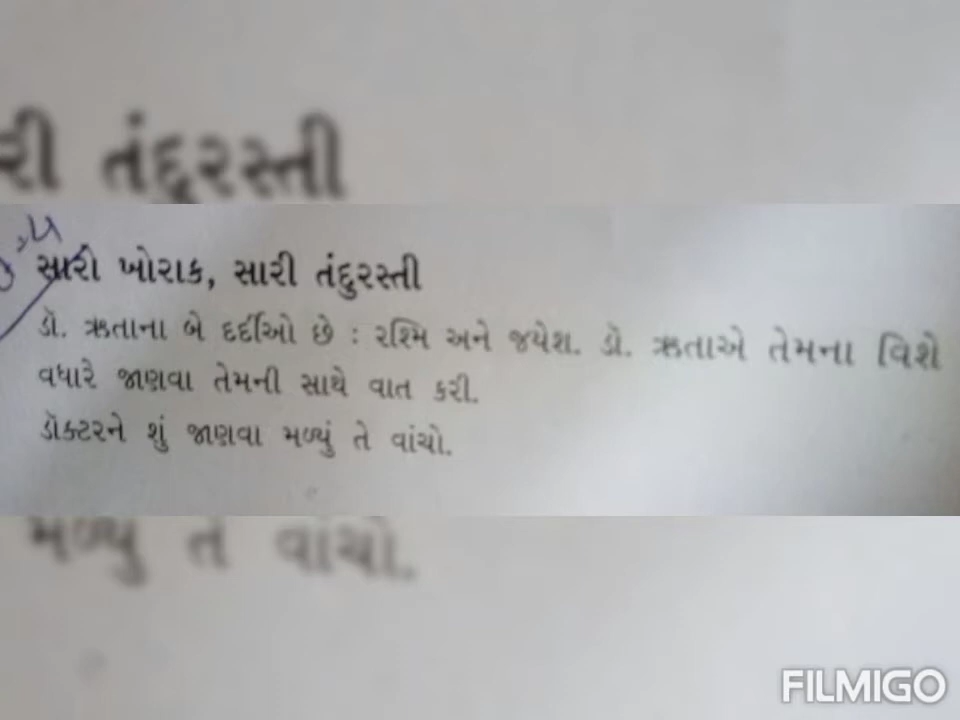 રી તંદુરસ્તી
સારો ખોરાક, સારી તંદુરસ્તી
ડૉ. ઋતાના બે દર્દીઓ છે : રશ્મિ અને જયેશ. ડૉ. ઋતાએ તેમના વિશે
વધારે જાણવા તેમની સાથે વાત કરી.
ડૉક્ટરને શું જાણવા મળ્યું તે વાંચો.
મળ્યું તે વાંચો.
FILMIGO